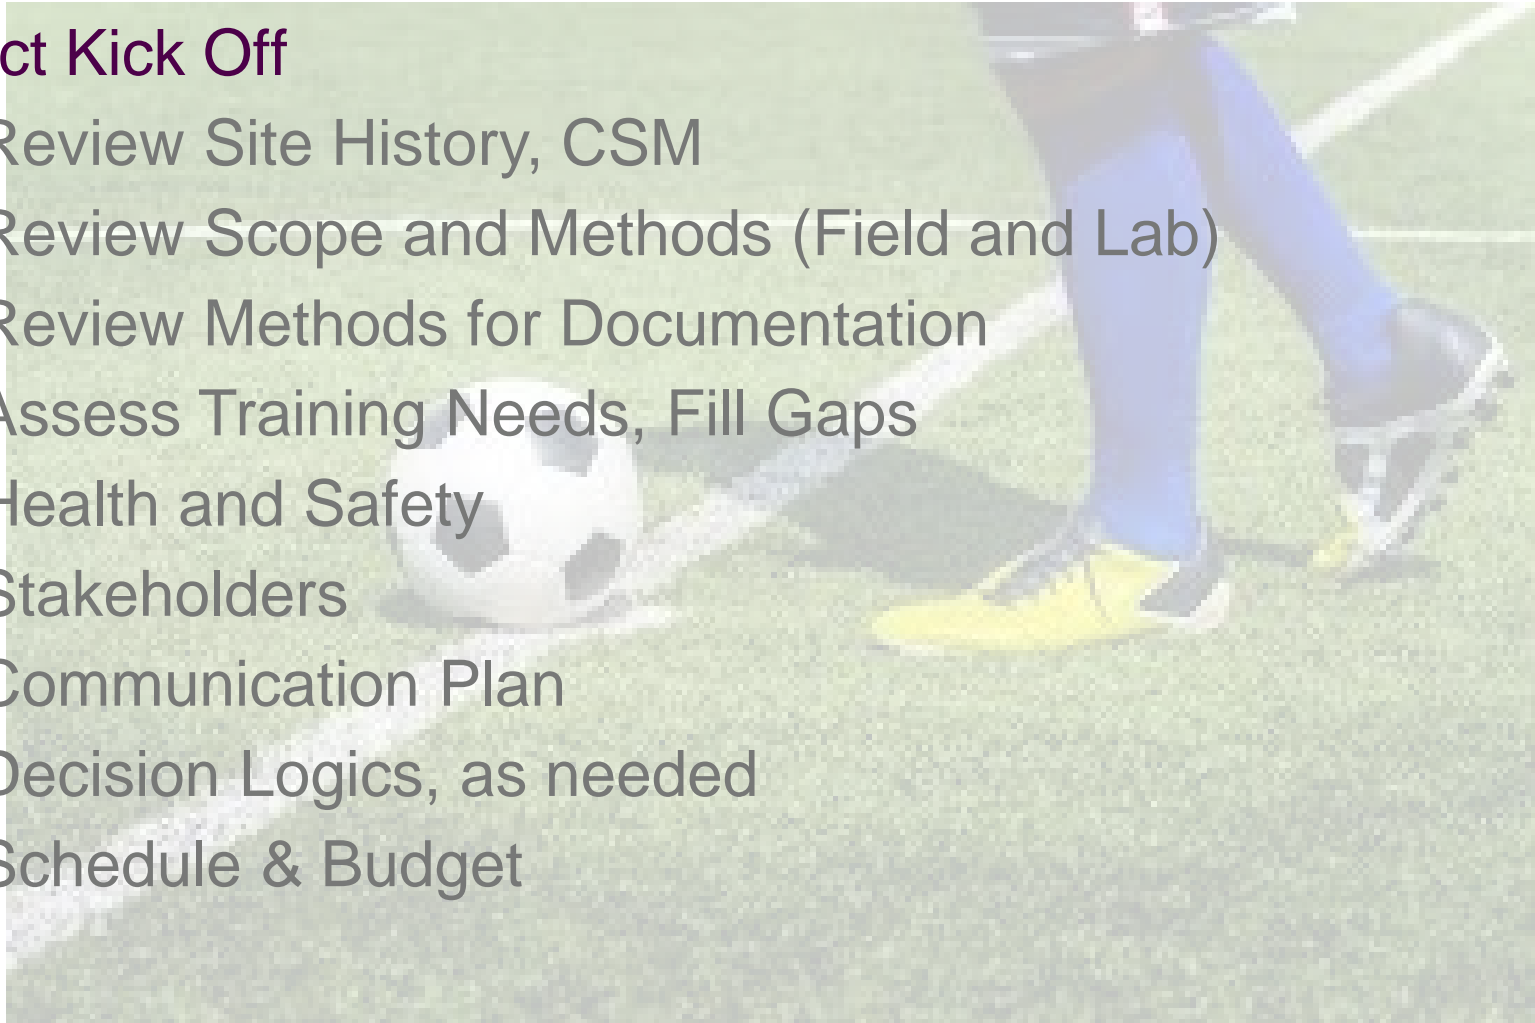 ct Kick Off
Review Site History, CSM
Review Scope and Methods (Field and Lab)
Review Methods for Documentation
Assess Training Needs, Fill Gaps
Health and Safety
Stakeholders
Communication Plan
Decision Logics, as needed
Schedule & Budget